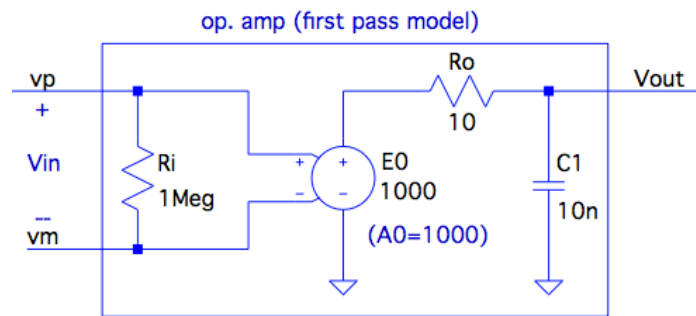 op. amp (first pass model)
vp
+
Vin
--
vm
Ri
1Meg
+
-
+
-
E0
1000
(A0=1000)
Ro
10
Vout
C1
10n